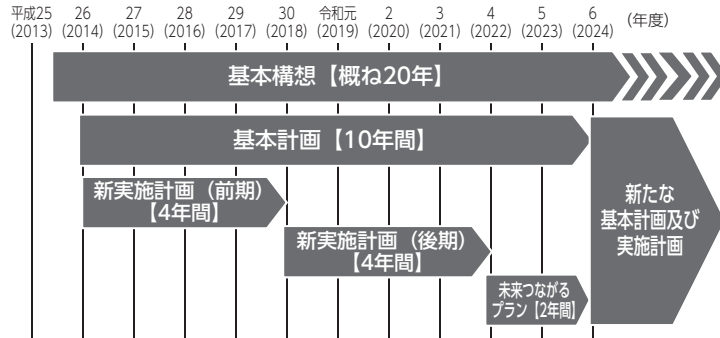 平成25 26 27 28 29 30 令和元 2 3 4 5 6 (年度)
(2013) (2014) (2015) (2016) (2017) (2018) (2019) (2020) (2021) (2022) (2023) (2024)
基本構想【概ね20年】
基本計画【10年間】
新実施計画(前期)
【4年間】
新実施計画(後期)
【4年間】
未来つながる
プラン【2年間】
新たな
基本計画及び
実施計画